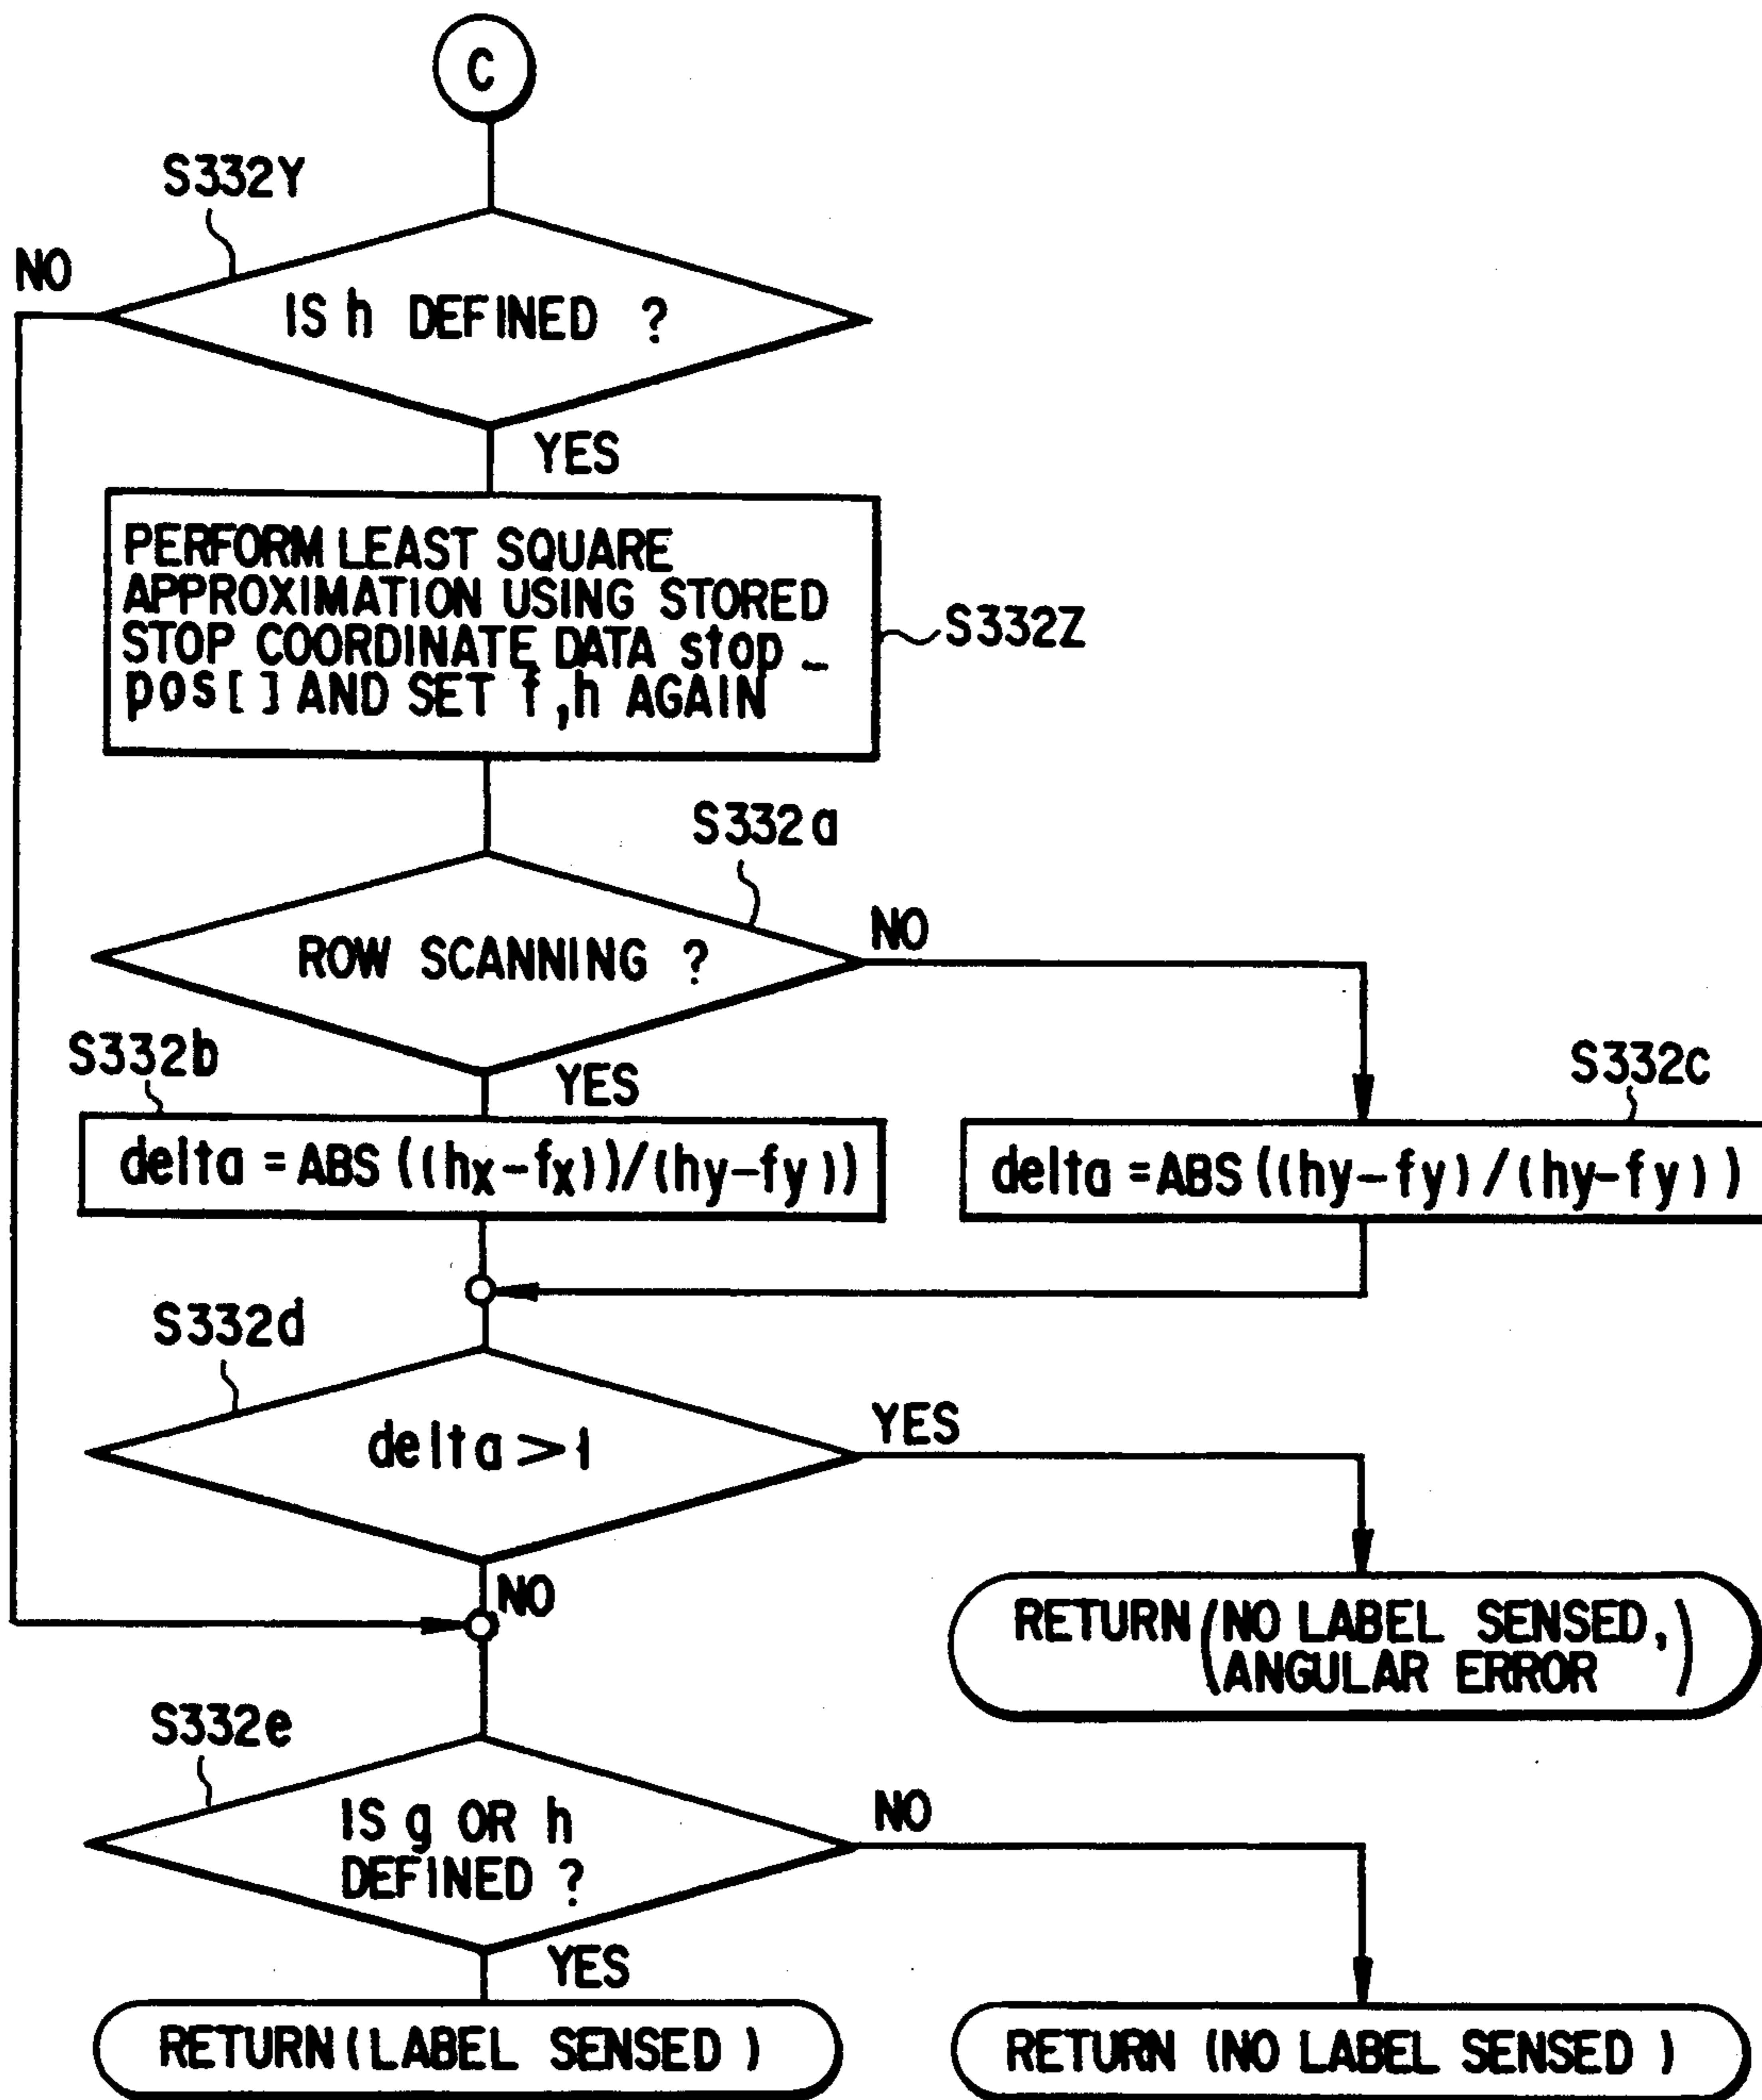 C
S332Y
NO
IS h DEFINED ?
YES
PERFORM LEAST SQUARE
APPROXIMATION USING STORED
STOP COORDINATE DATA stop_
pos[] AND SET f,h AGAIN
S332Z
S332a
ROW SCANNING ?
NO
S332b
YES
S332c
delta = ABS((hx-fx))/(hy-fy))
delta = ABS((hy-fy)/(hy-fy))
S332d
delta >1
YES
NO
RETURN (NO LABEL SENSED,
ANGULAR ERROR)
S332e
IS g OR h
DEFINED ?
NO
YES
RETURN (LABEL SENSED)
RETURN (NO LABEL SENSED)